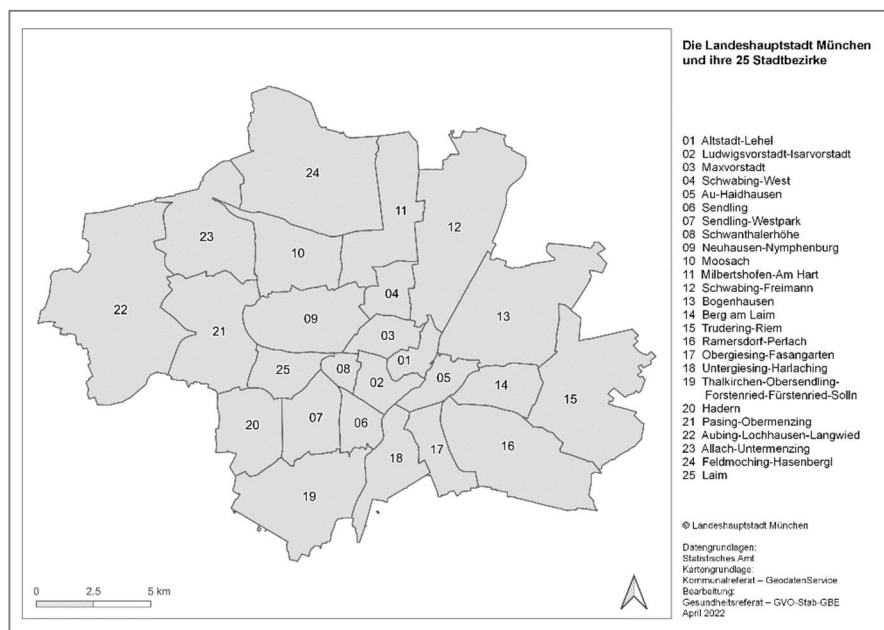 Die Landeshauptstadt München
und ihre 25 Stadtbezirke
01 Altstadt-Lehel
02 Ludwigsvorstadt-Isarvorstadt
03 Maxvorstadt
04 Schwabing-West
05 Au-Haidhausen
06 Sendling
07 Sendling-Westpark
08 Schwanthalerhöhe
09 Neuhausen-Nymphenburg
10 Moosach
11 Milbertshofen-Am Hart
12 Schwabing-Freimann
13 Bogenhausen
14 Berg am Laim
15 Trudering-Riem
16 Ramersdorf-Perlach
17 Obergiesing-Fasangarten
18 Untergiesing-Harlaching
19 Thalkirchen-Obersendling-
Forstenried-Fürstenried-Solln
20 Hadern
21 Pasing-Obermenzing
22 Aubing-Lochhausen-Langwied
23 Allach-Untermenzing
24 Feldmoching-Hasenbergl
25 Laim
© Landeshauptstadt München
Datengrundlagen:
Statistisches Amt
Kartengrundlage:
Kommunalreferat – GeodatenService
Bearbeitung:
Gesundheitsreferat – GVO-Stab-GBE
April 2022
24
11
12
23
10
22
04
09
13
21
03
01
25
08
02
05
14
15
20
07
06
16
18
17
19
0 2.5 5 km